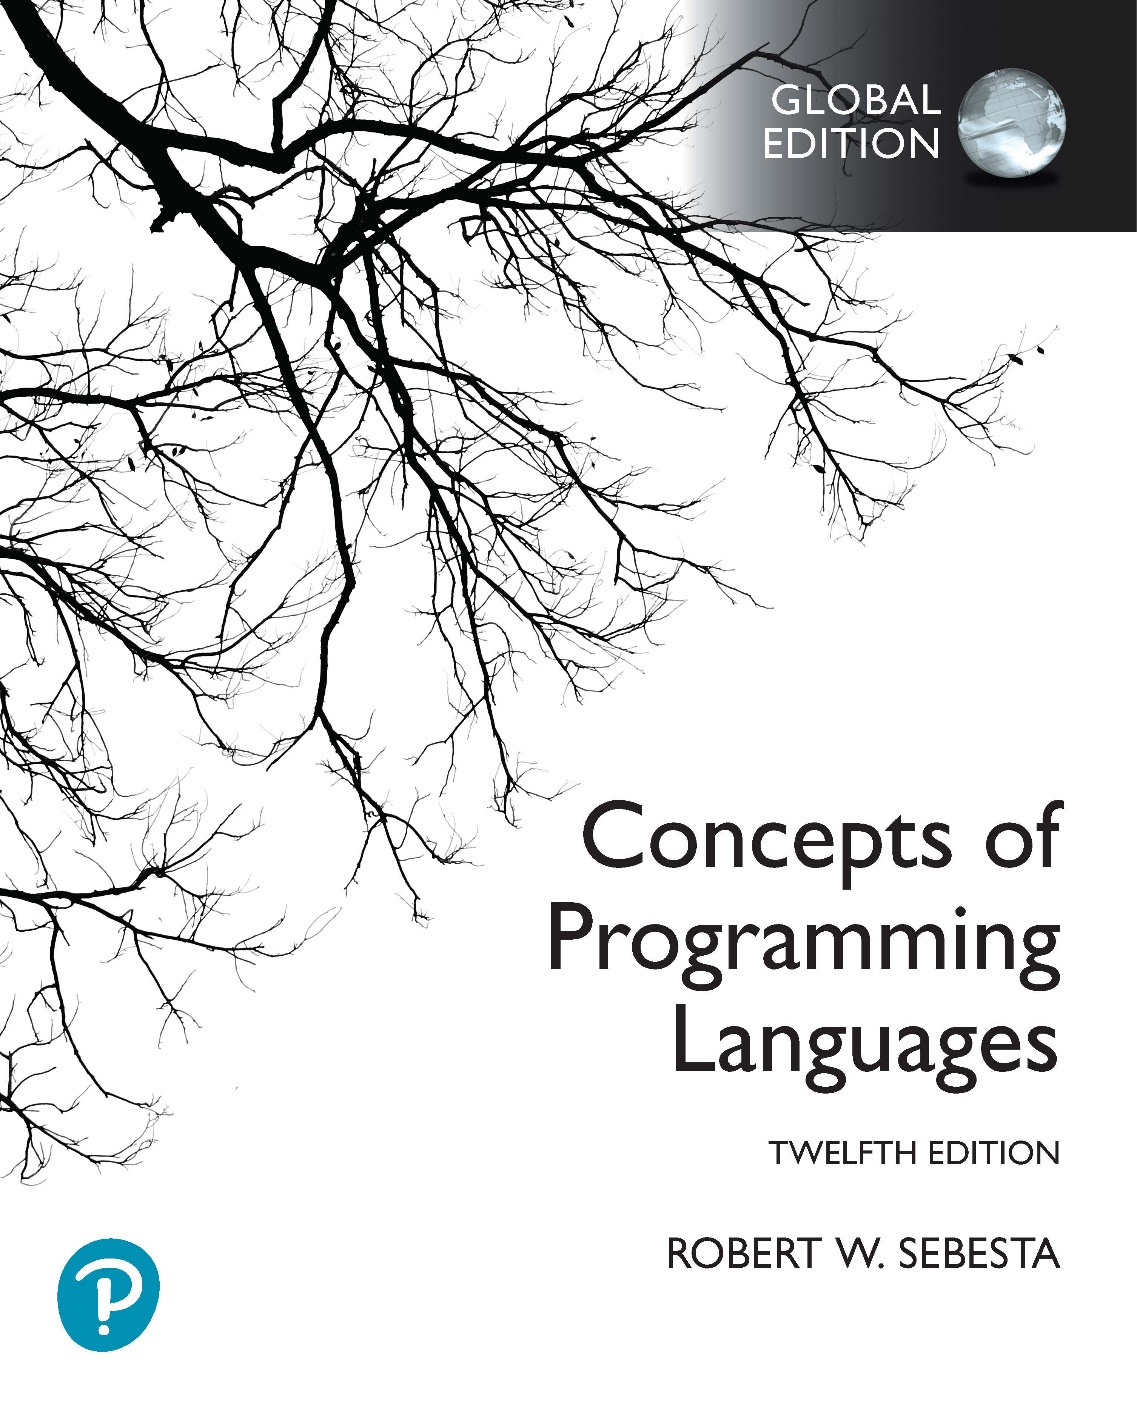 GLOBAL
EDITION
Concepts of
Programming
Languages
TWELFTH EDITION
ROBERT W. SEBESTA